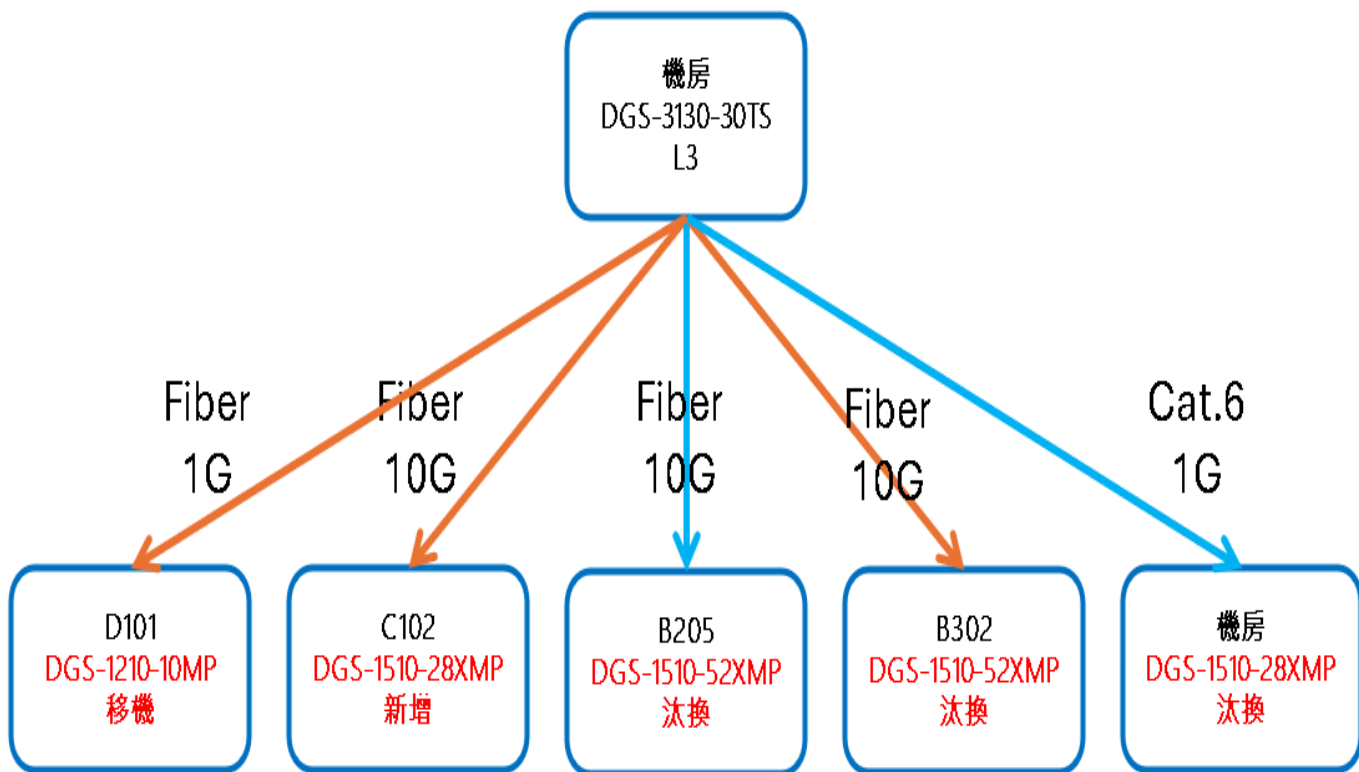 機房
DGS-3130-30TS
L3
Fiber
1G
Fiber
10G
Fiber
10G
Fiber
10G
Cat.6
1G
D101
DGS-1210-10MP
移機
C102
DGS-1510-28XMP
新增
B205
DGS-1510-52XMP
汰換
B302
DGS-1510-52XMP
汰換
機房
DGS-1510-28XMP
汰換